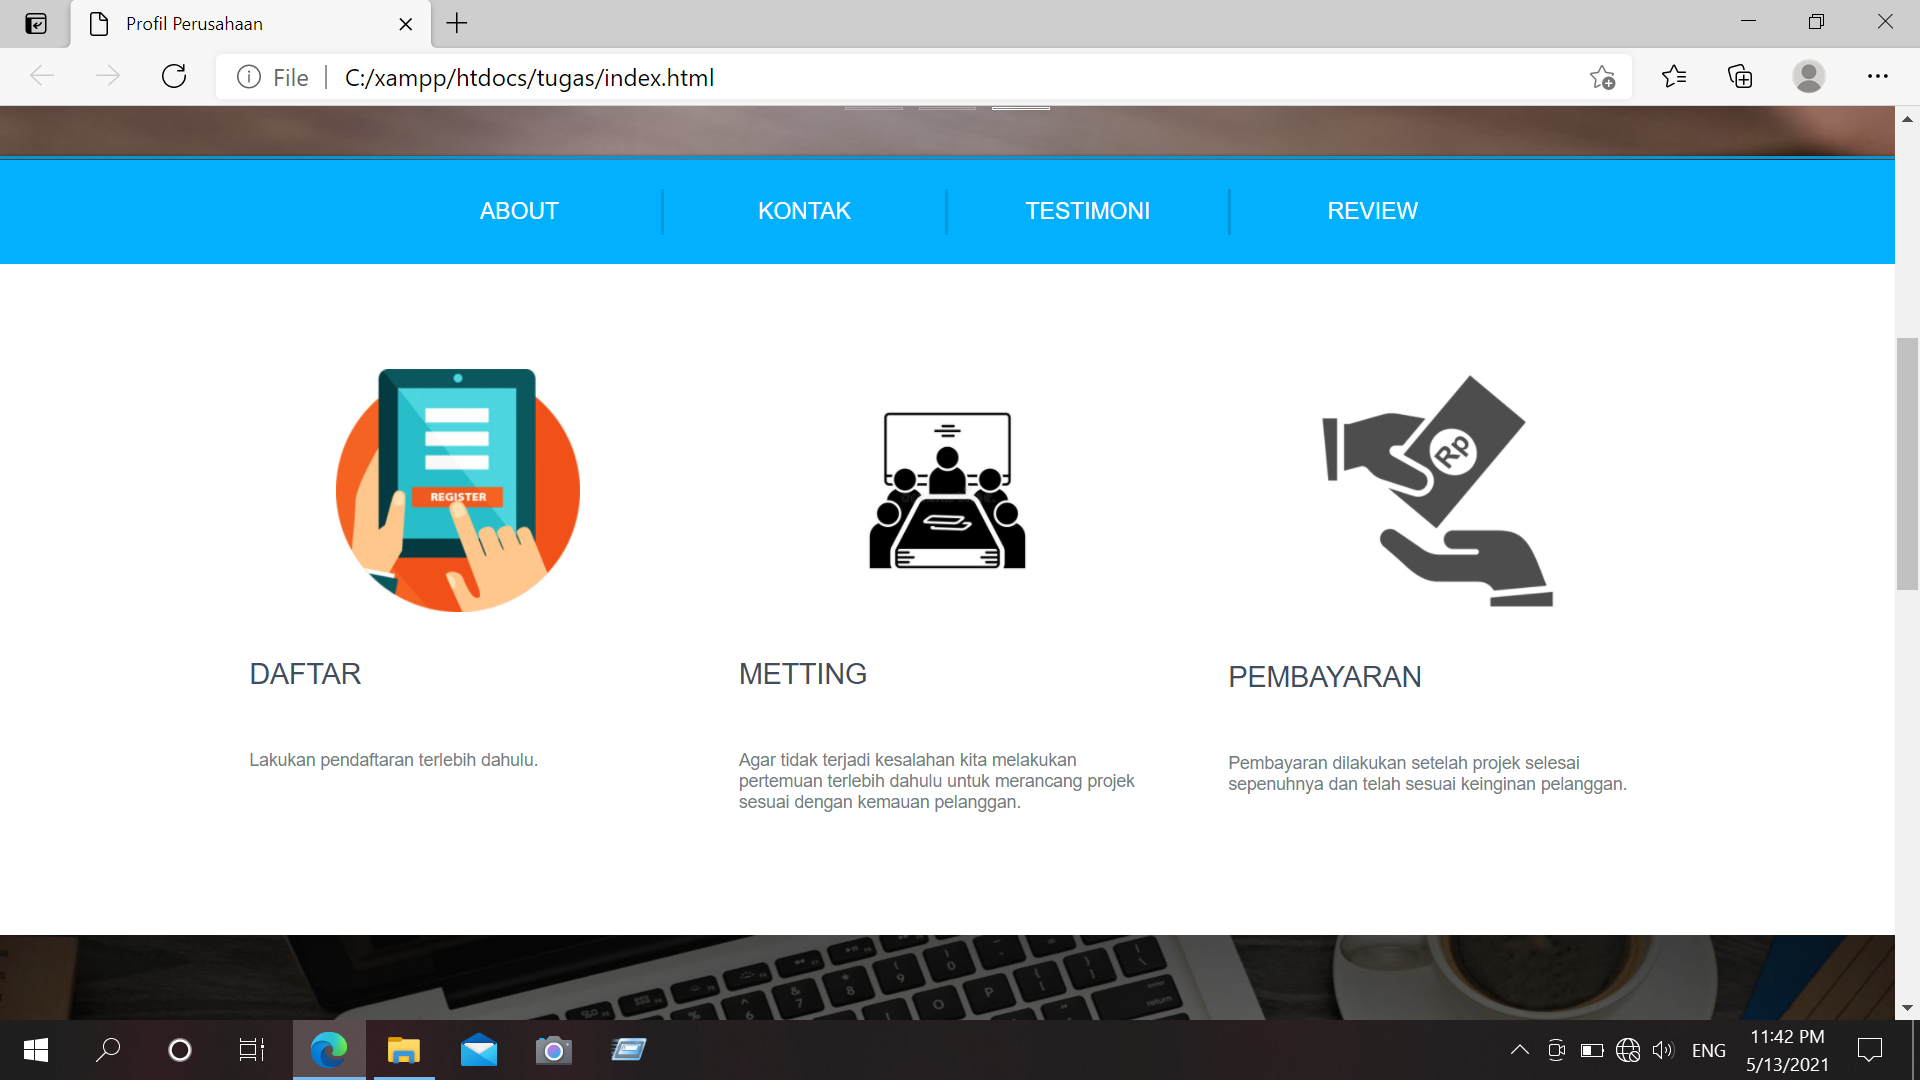 Profil Perusahaan
File
C:/xampp/htdocs/tugas/index.html
ABOUT
KONTAK
TESTIMONI
REVIEW
REGISTER
Rp
DAFTAR
METTING
PEMBAYARAN
Lakukan pendaftaran terlebih dahulu.
Agar tidak terjadi kesalahan kita melakukan
pertemuan terlebih dahulu untuk merancang projek
sesuai dengan kemauan pelanggan.
Pembayaran dilakukan setelah projek selesai
sepenuhnya dan telah sesuai keinginan pelanggan.
enter
return
ENG
11:42 PM
5/13/2021